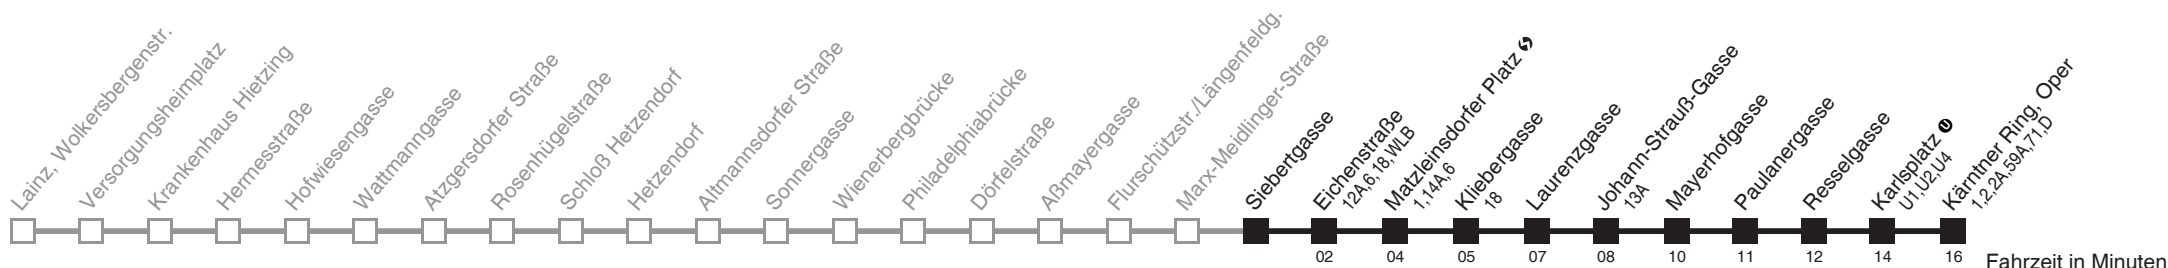 Lainz, Wolkersbergenstr.
Versorgungsheimplatz
Krankenhaus Hietzing
Hermesstraße
Hofwiesengasse
Wattmanngasse
Atzgersdorfer Straße
Rosenhügelstraße
Schloß Hetzendorf
Hetzendorf
Altmannsdorfer Straße
Sonnergasse
Wienerbergbrücke
Philadelphiabrücke
Dörfelstraße
Aßmayergasse
Flurschützstr./Längenfeldg.
Marx-Meidlinger-Straße
Siebertgasse
Eichenstraße
12A,6,18,WLB
Matzleinsdorfer Platz
1,14A,6
Kliebergasse
18
Laurenzgasse
Johann-Strauß-Gasse
13A
Mayerhofgasse
Paulanergasse
Resselgasse
Karlsplatz U
U1,U2,U4
Kärntner Ring, Oper
1,2,2A,59A,71,D
02 04 05 07 08 10 11 12 14 16
Fahrzeit in Minuten